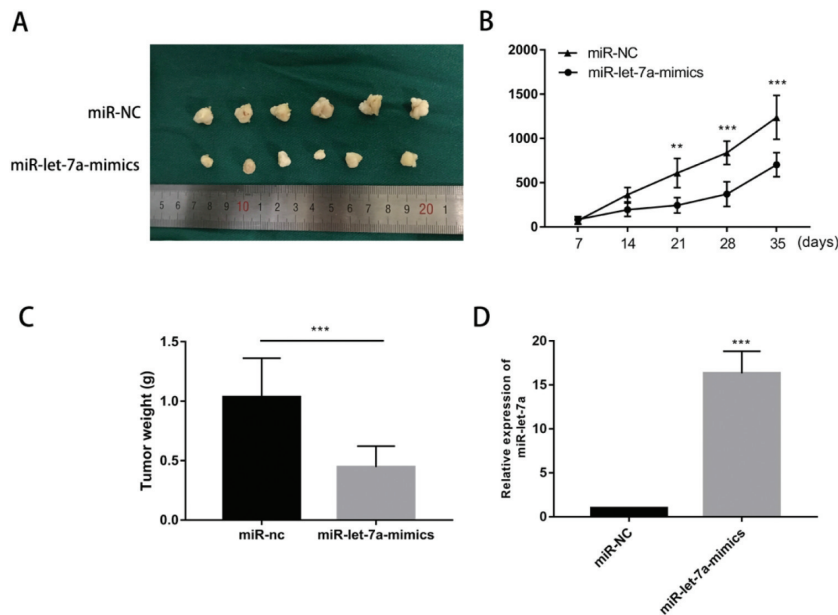 A
miR-NC
miR-let-7a-mimics
5 6 7 8 9 10 1 2 3 4 5 6 7 8 9 20 1
B
2000
1500
1000
500
0
miR-NC
miR-let-7a-mimics
**
***
***
7 14 21 28 35 (days)
C
Tumor weight (g)
1.5
1.0
0.5
0.0
***
miR-nc miR-let-7a-mimics
D
Relative expression of
miR-let-7a
20
15
10
5
0
***
miR-NC
miR-let-7a-mimics